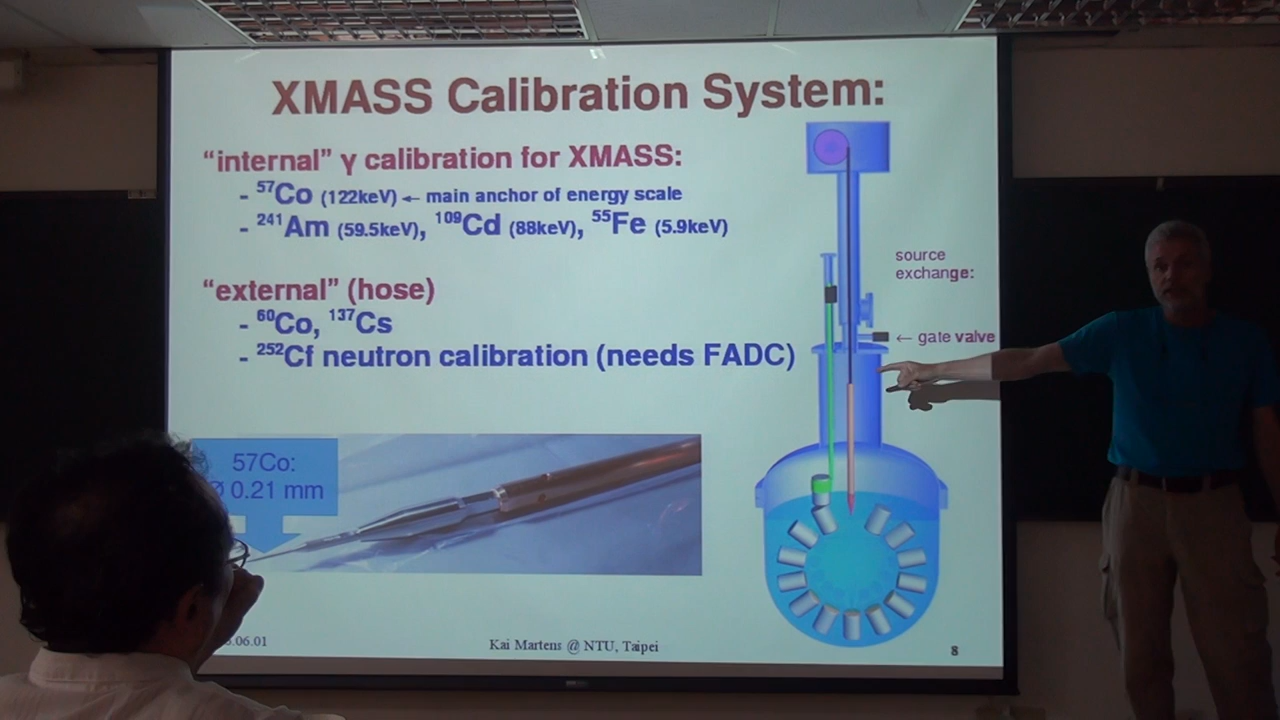 XMASS Calibration System:
“internal” γ calibration for XMASS:
- ⁵⁷Co (122keV) ← main anchor of energy scale
- ²⁴¹Am (59.5keV), ¹⁰⁹Cd (88keV), ⁵⁵Fe (5.9keV)
“external” (hose)
- ⁶⁰Co, ¹³⁷Cs
- ²⁵²Cf neutron calibration (needs FADC)
source
exchange:
← gate valve
57Co:
Ø 0.21 mm
.06.01
Kai Martens @ NTU, Taipei
8